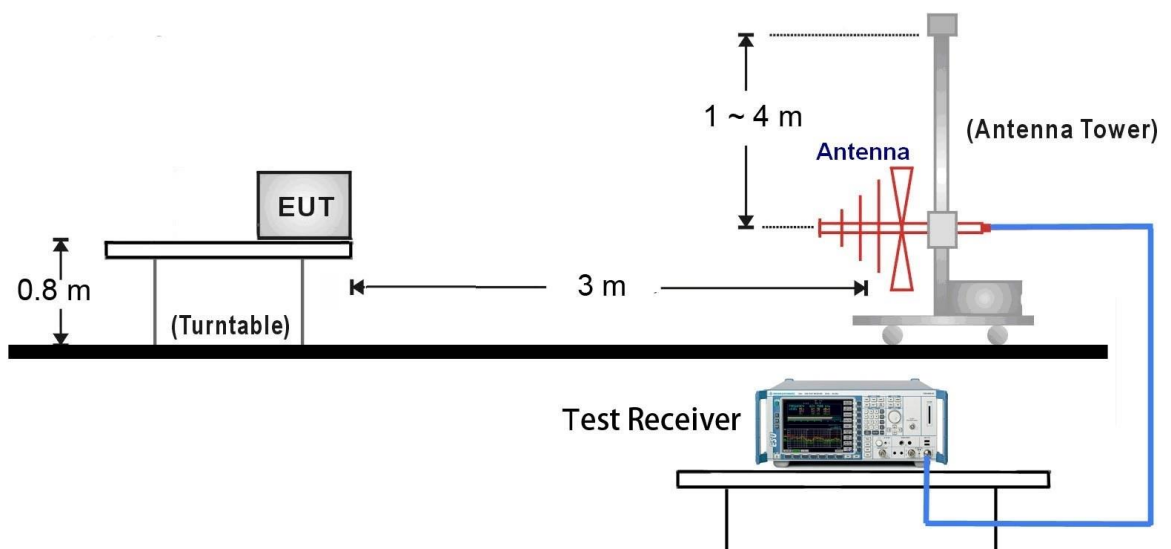 1 ~ 4 m
(Antenna Tower)
Antenna
EUT
0.8 m
3 m
(Turntable)
Test Receiver